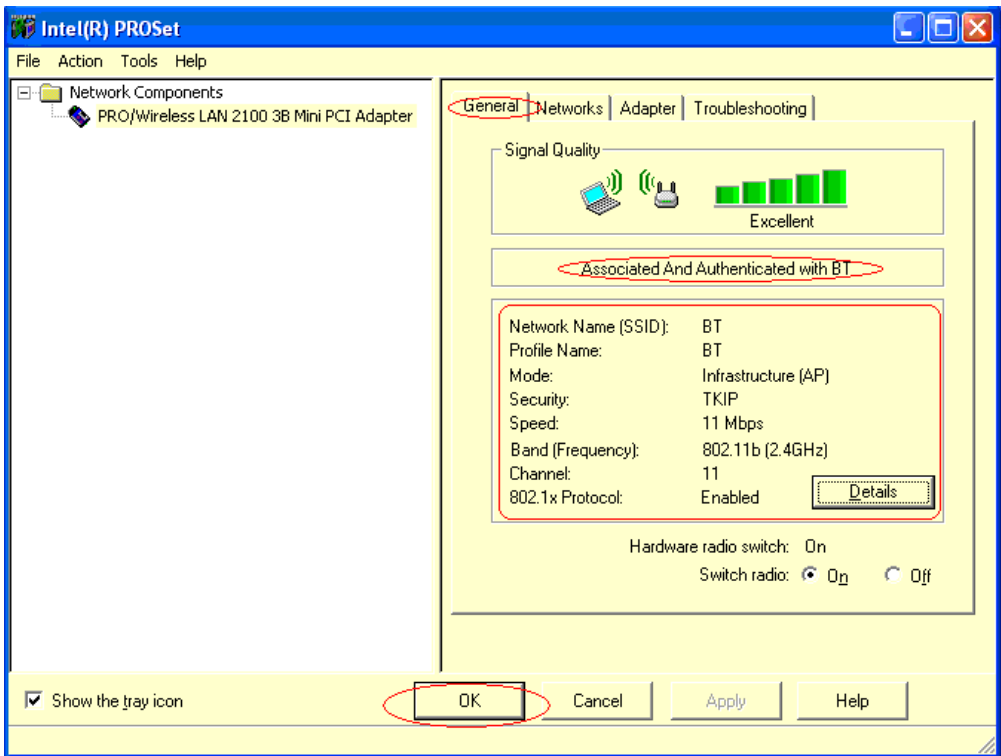 Intel(R) PROSet
File Action Tools Help
Network Components
PRO/Wireless LAN 2100 3B Mini PCI Adapter
General Networks Adapter Troubleshooting
Signal Quality
Excellent
Associated And Authenticated with BT
Network Name (SSID): BT
Profile Name: BT
Mode: Infrastructure (AP)
Security: TKIP
Speed: 11 Mbps
Band (Frequency): 802.11b (2.4GHz)
Channel: 11
802.1x Protocol: Enabled
Details
Hardware radio switch: On
Switch radio: On Off
Show the tray icon
OK Cancel Apply Help